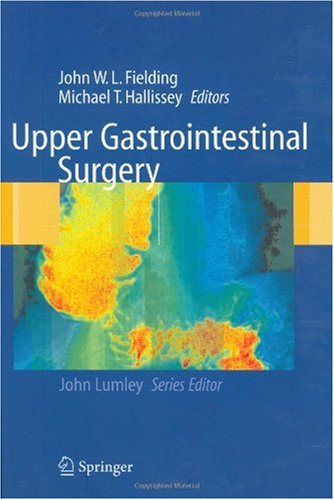 John W. L. Fielding
Michael T. Hallissey Editors
Upper Gastrointestinal
Surgery
John Lumley Series Editor
Springer